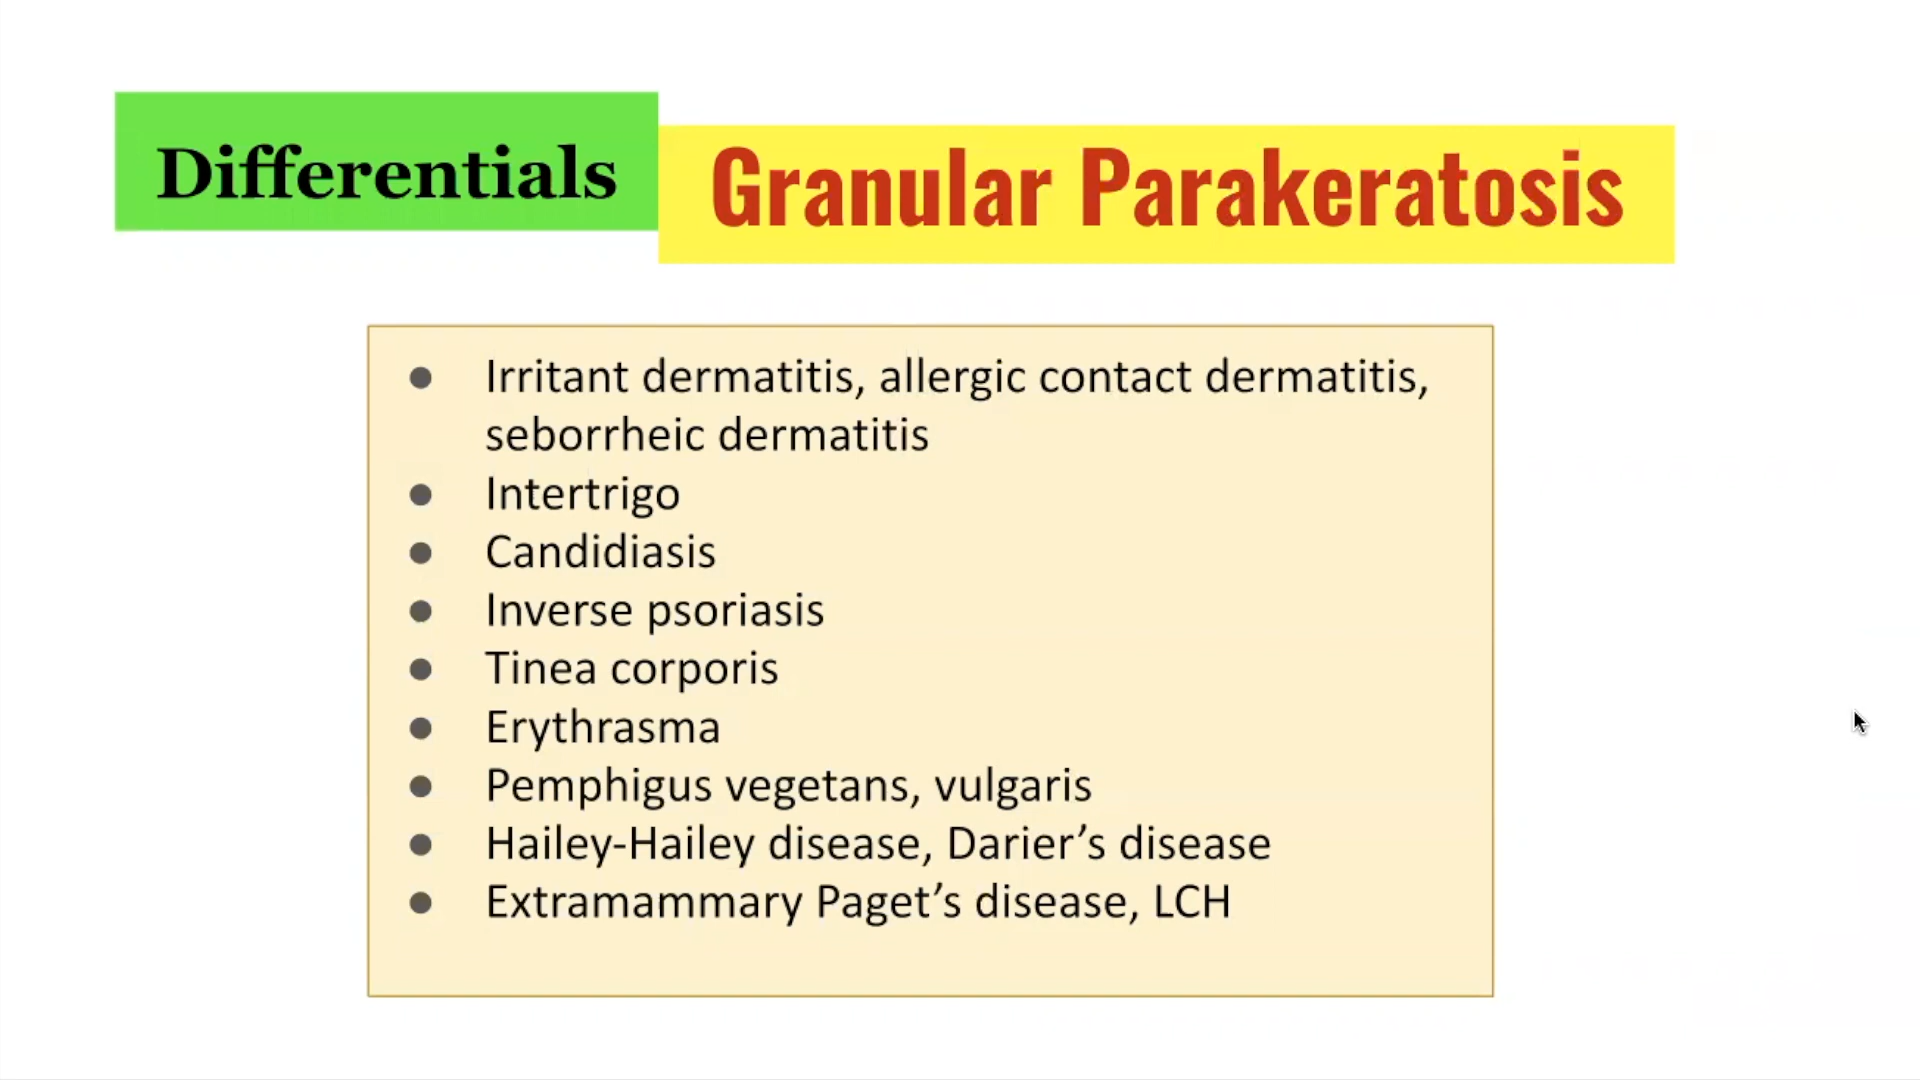 Differentials
Granular Parakeratosis
● Irritant dermatitis, allergic contact dermatitis,
seborrheic dermatitis
● Intertrigo
● Candidiasis
● Inverse psoriasis
● Tinea corporis
● Erythrasma
● Pemphigus vegetans, vulgaris
● Hailey-Hailey disease, Darier’s disease
● Extramammary Paget’s disease, LCH